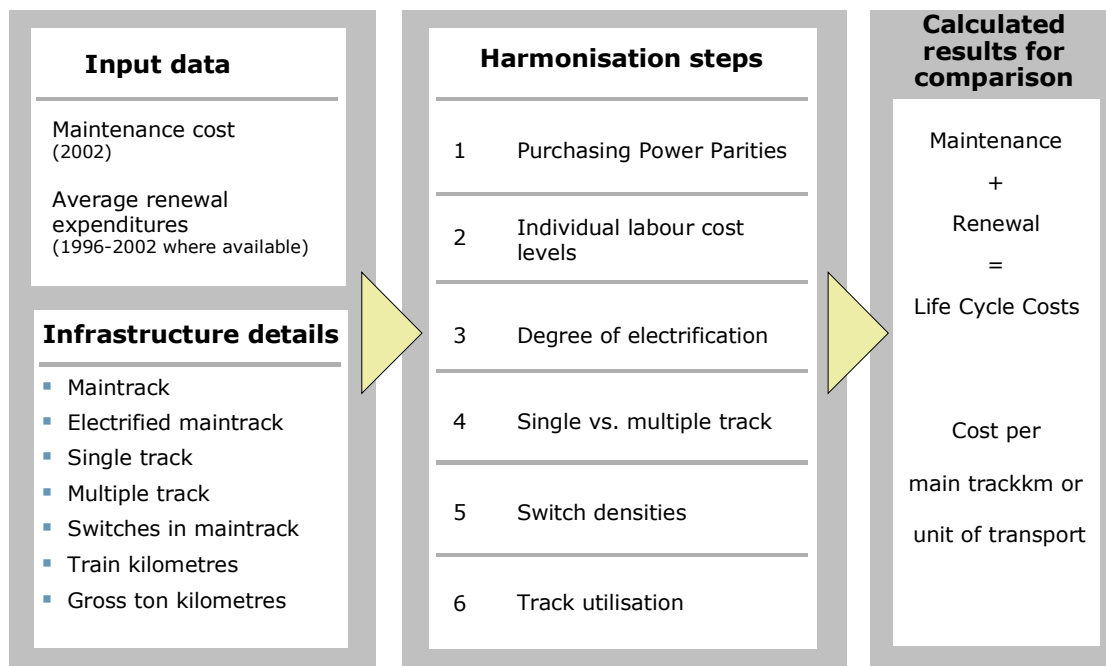 Input data
Maintenance cost
(2002)
Average renewal
expenditures
(1996-2002 where available)
Infrastructure details
Maintrack
Electrified maintrack
Single track
Multiple track
Switches in maintrack
Train kilometres
Gross ton kilometres
Harmonisation steps
1 Purchasing Power Parities
2 Individual labour cost
levels
3 Degree of electrification
4 Single vs. multiple track
5 Switch densities
6 Track utilisation
Calculated
results for
comparison
Maintenance
+
Renewal
=
Life Cycle Costs
Cost per
main trackkm or
unit of transport